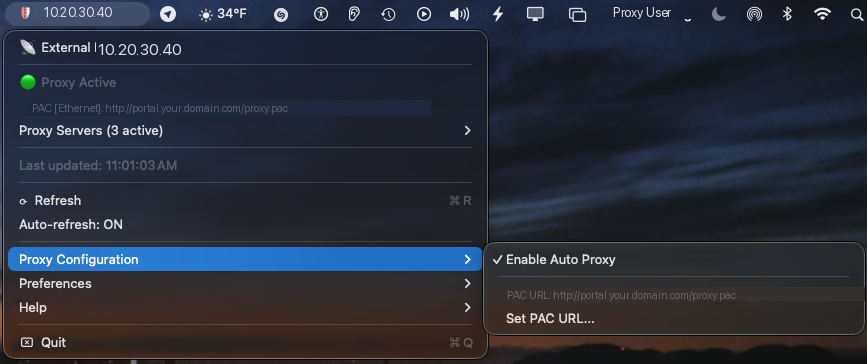 10.20.30.40 34°F Proxy User
External I 10.20.30.40
Proxy Active
PAC [Ethernet]: http://portal.your.domain.com/proxy.pac
Proxy Servers (3 active)
Last updated: 11:01:03 AM
Refresh ⌘ R
Auto-refresh: ON
Proxy Configuration
Preferences
Help
Quit ⌘ Q
✓ Enable Auto Proxy
PAC URL: http://portal.your.domain.com/proxy.pac
Set PAC URL...